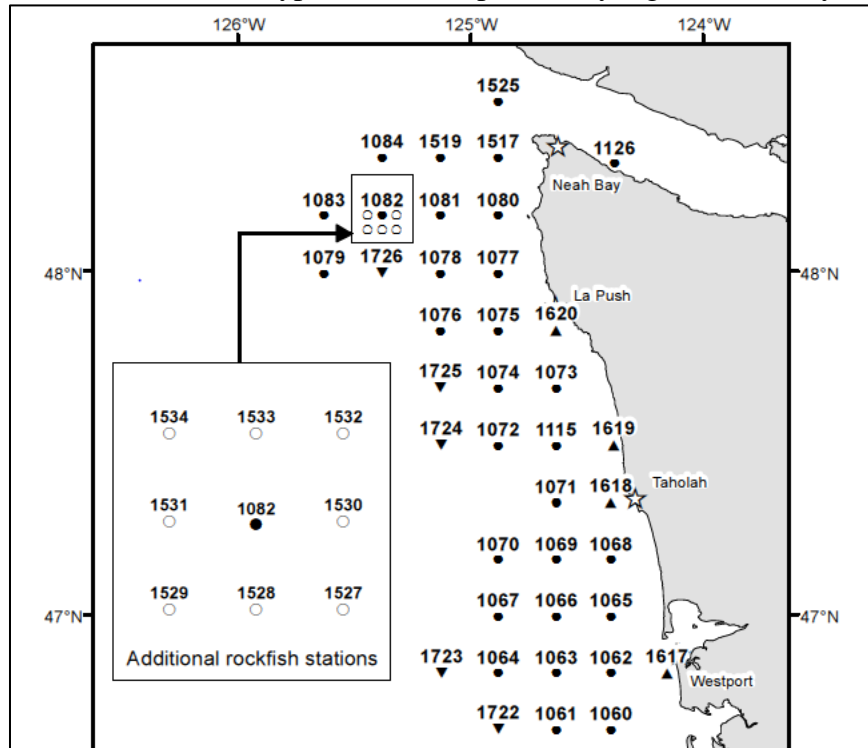 126°W 125°W 124°W
1525
1084 1519 1517 1126
Neah Bay
1083 1082 1081 1080
48°N 1079 1726 1078 1077 48°N
La Push
1076 1075 1620
1725 1074 1073
1724 1072 1115 1619
1534 1533 1532
1071 1618 Taholah
1531 1082 1530
1070 1069 1068
1529 1528 1527
47°N 1067 1066 1065 47°N
Additional rockfish stations
1723 1064 1063 1062 1617
Westport
1722 1061 1060